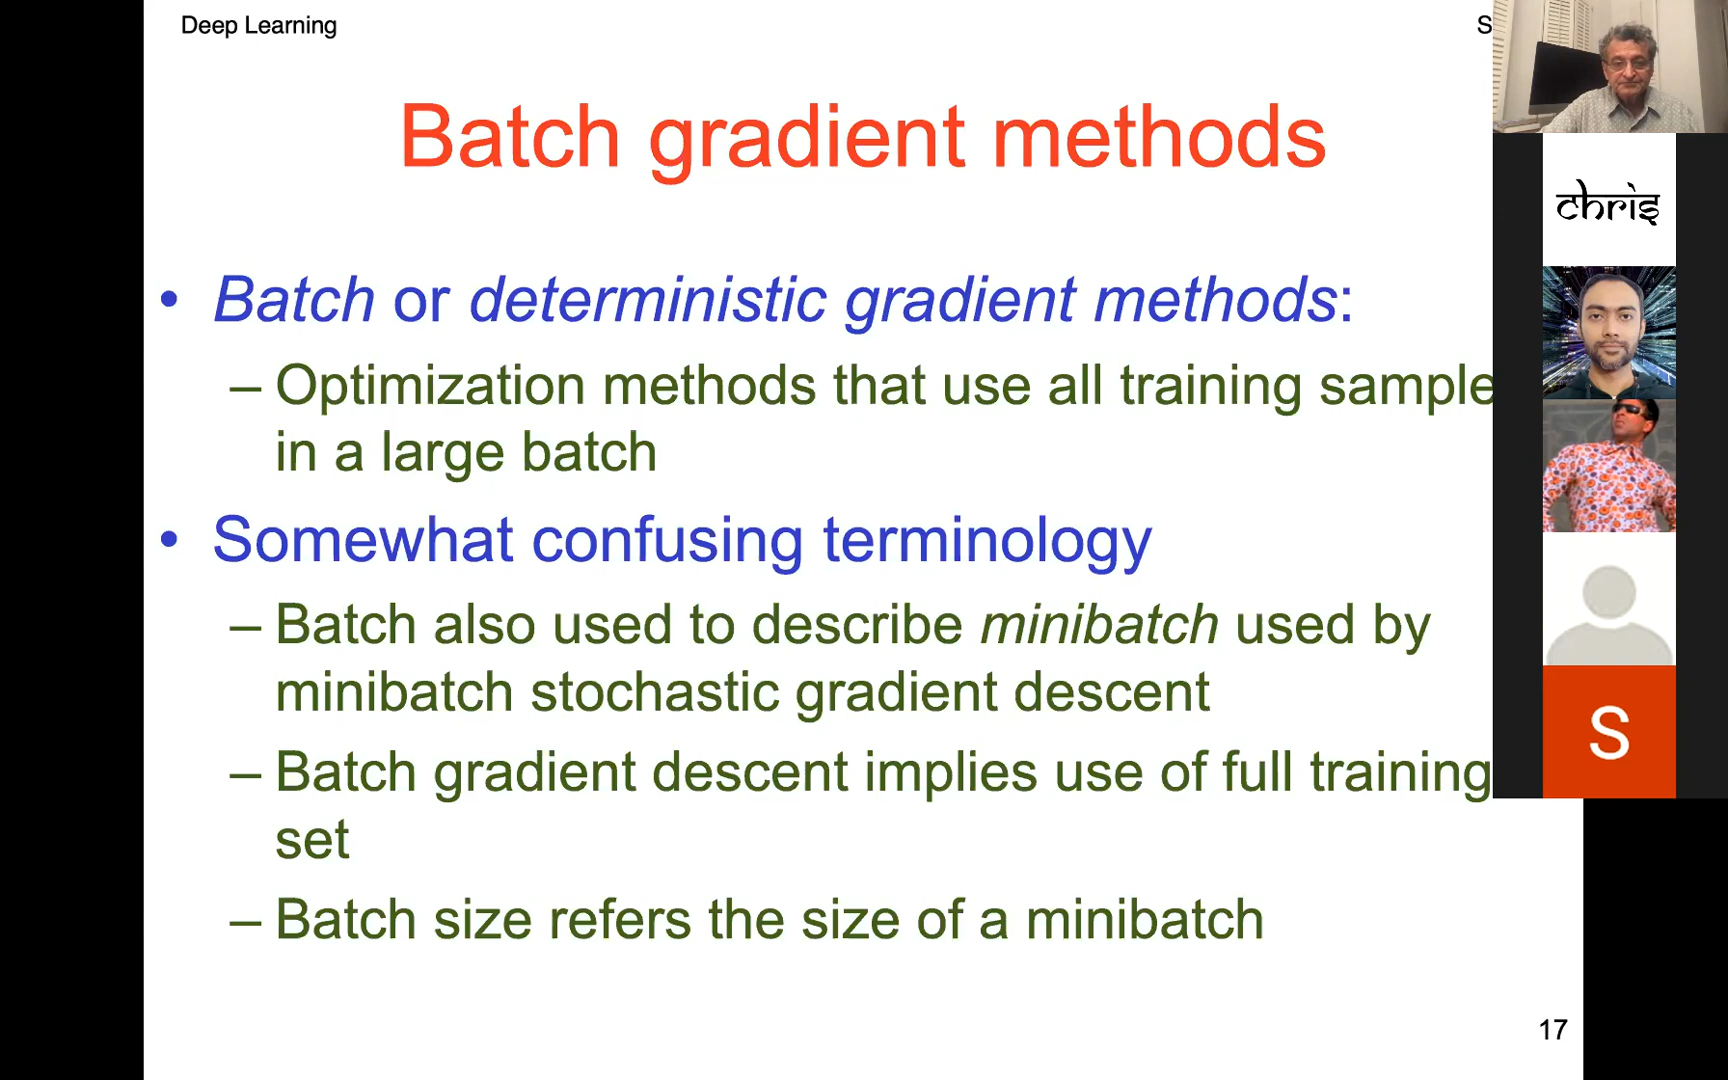 Deep Learning
S
Batch gradient methods
• Batch or deterministic gradient methods:
– Optimization methods that use all training sample
in a large batch
• Somewhat confusing terminology
– Batch also used to describe minibatch used by
minibatch stochastic gradient descent
– Batch gradient descent implies use of full training
set
– Batch size refers the size of a minibatch
17
chris
S